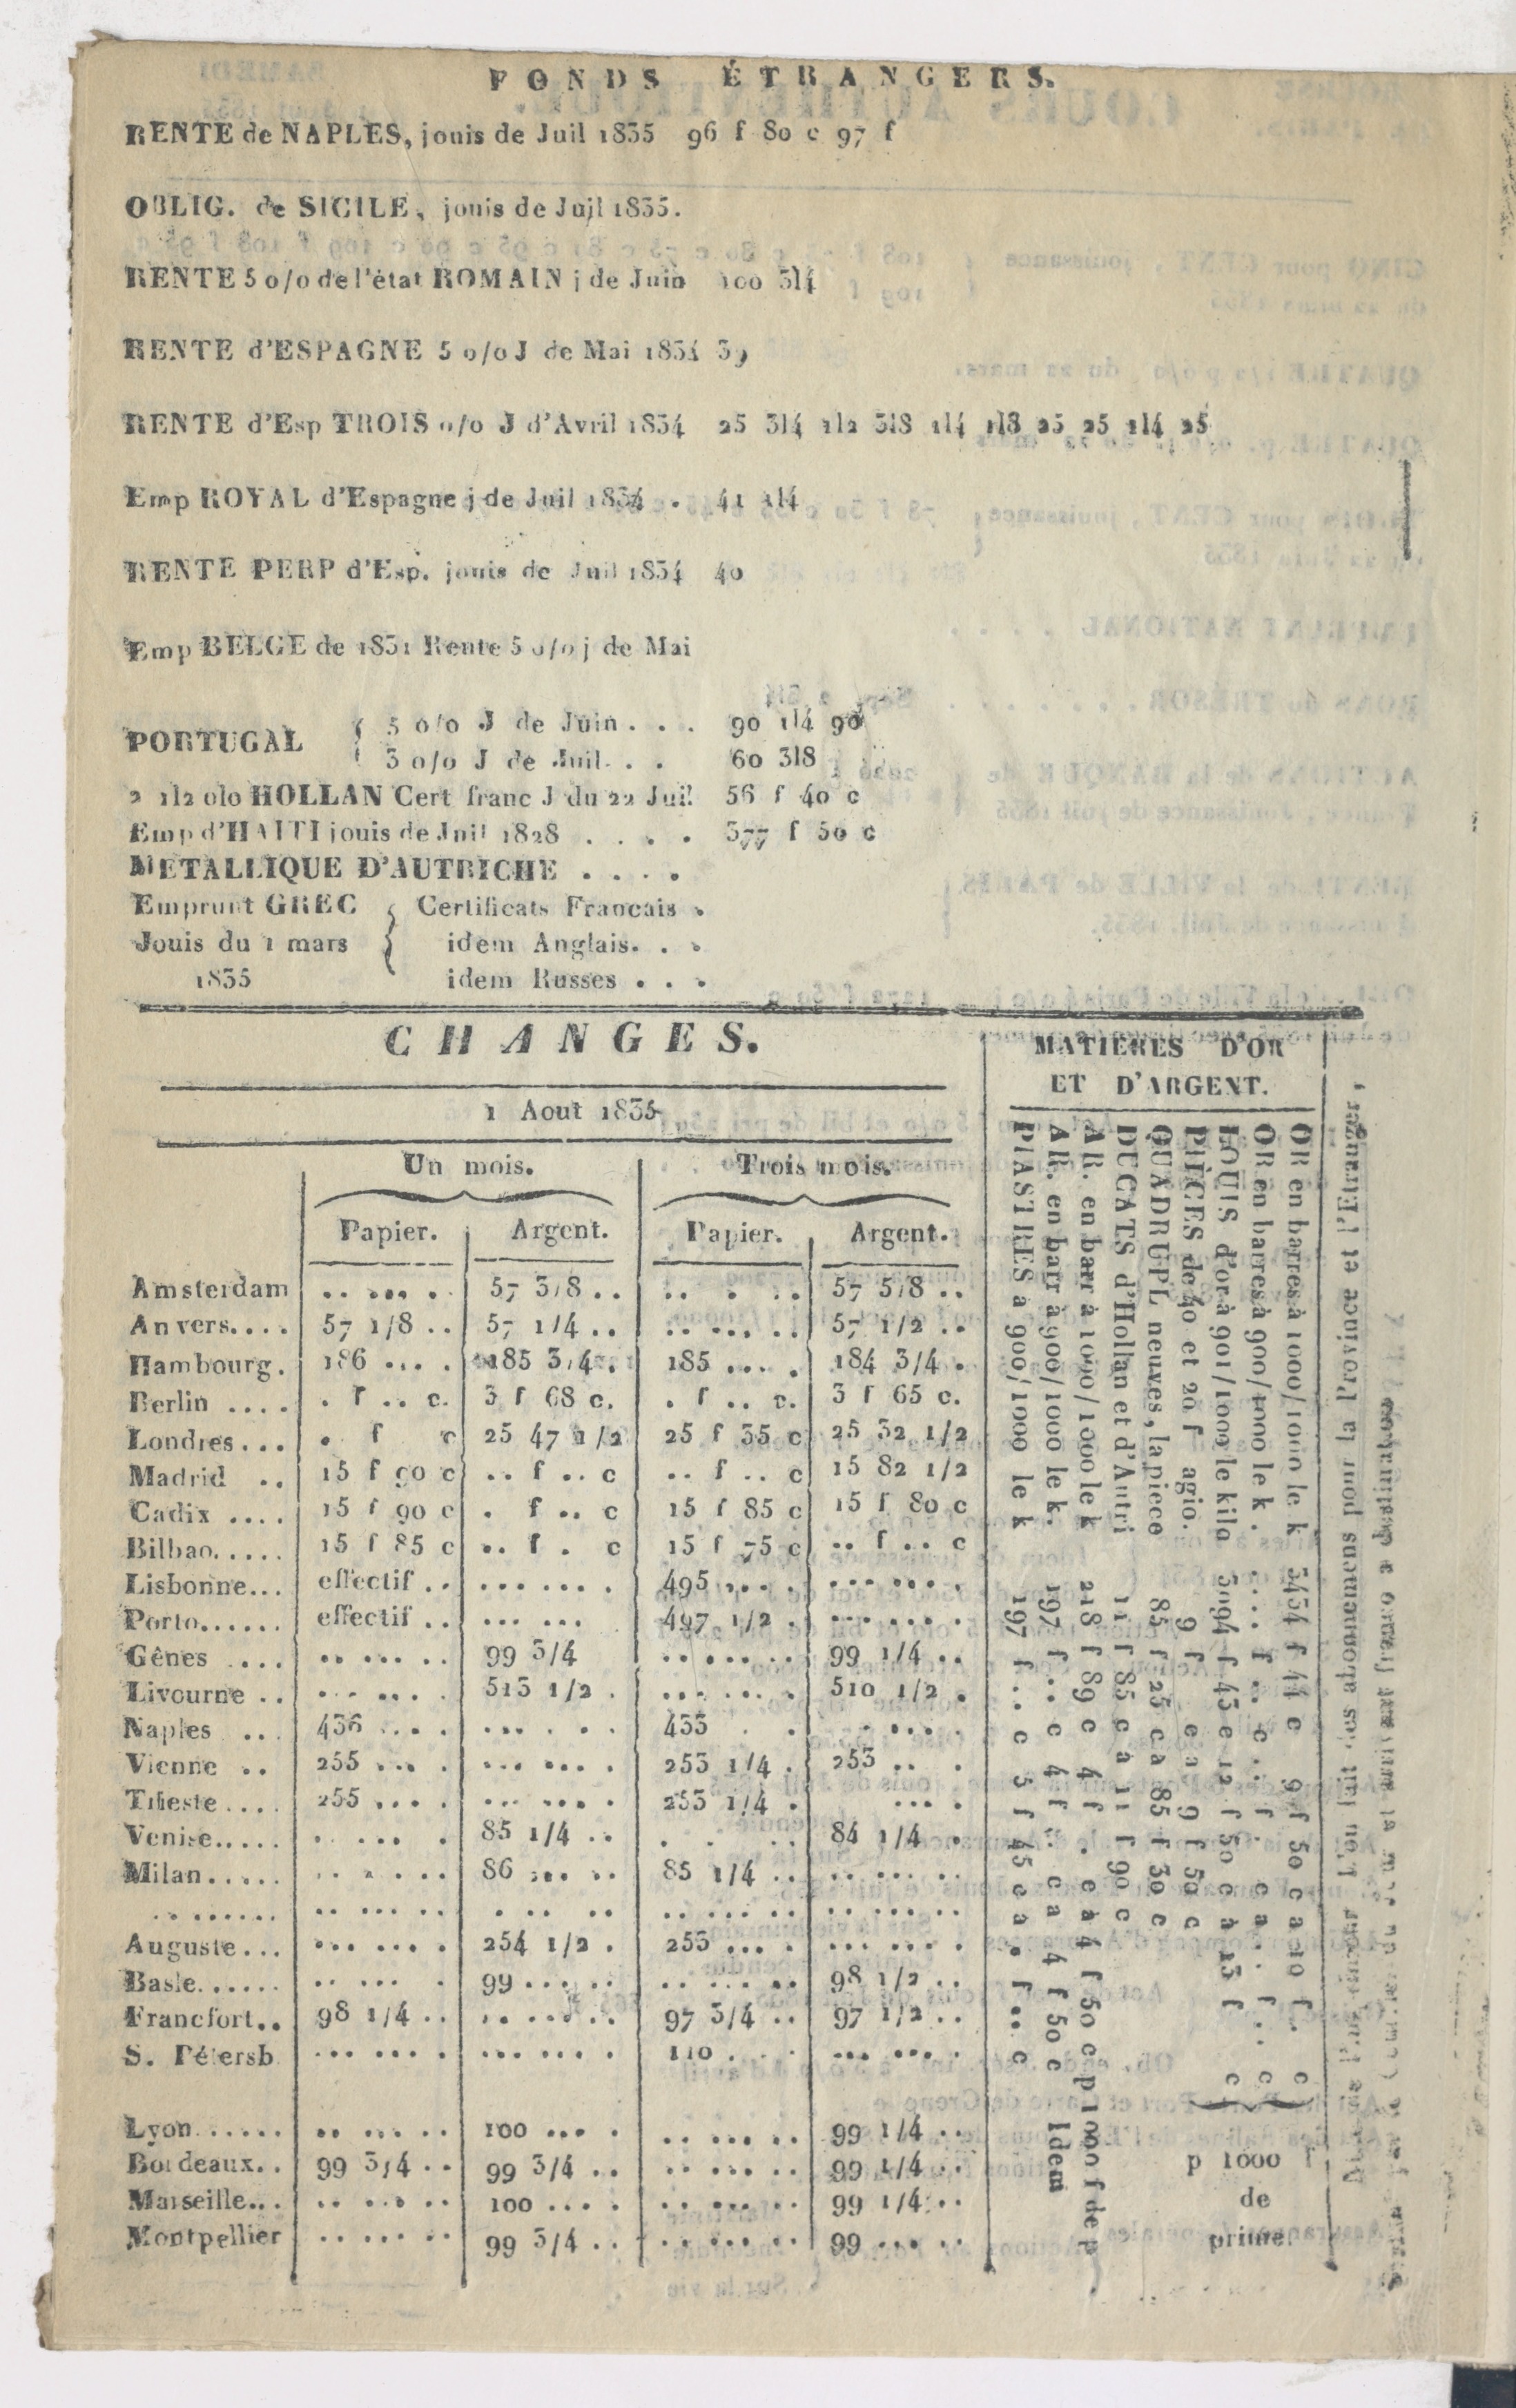 FONDS ÉTRANGERS.
RENTE de NAPLES, jouis de Juil 1835 96 f 80 c 97 f
OBLIG. de SICILE, jouis de Juil 1835.
RENTE 5 o/o de l'état ROMAIN j de Juin 100 3|4
RENTE d'ESPAGNE 5 o/o J de Mai 1834 39
RENTE d'Esp TROIS o/o J d'Avril 1834 25 3|4 1|2 3|8 1|4 1|8 25 25 1|4 25
Emp ROYAL d'Espagne j de Juil 1834 . 41 1|4
RENTE PERP d'Esp. jouis de Juil 1834 40
Emp BELGE de 1831 Rente 5 o/o j de Mai
PORTUGAL { 5 o/o J de Juin . . . 90 1|4 90
{ 3 o/o J de Juil. . . 60 3|8
2 1|2 o|o HOLLAN Cert franc J du 22 Juil 56 f 40 c
Emp d'HAITI jouis de Juil 1828 . . . . 377 f 50 c
METALLIQUE D'AUTRICHE . . . .
Emprunt GREC { Certificats Francais .
Jouis du 1 mars idem Anglais. . .
1835 idem Russes . . .
CHANGES.
1 Aout 1835
Un mois. Trois mois.
Papier. Argent. Papier. Argent.
Amsterdam .. ... . 57 3/8 .. .. . .. 57 5/8 ..
Anvers.... 57 1/8 .. 57 1/4 .. .. ... .. 57 1/2 ..
Hambourg. 186 ... . 185 3/4 . 185 ... . 184 3/4 .
Berlin .... . f .. c. 3 f 68 c. . f .. c. 3 f 65 c.
Londres... . f c 25 47 1/2 25 f 35 c 25 32 1/2
Madrid .. 15 f 90 c .. f .. c .. f .. c 15 82 1/2
Cadix .... 15 f 90 c . f .. c 15 f 85 c 15 f 80 c
Bilbao..... 15 f 85 c .. f . c 15 f 75 c .. f .. c
Lisbonne... effectif .. ... ... . 495 ... . ... ... .
Porto...... effectif .. ... ... 497 1/2 . ... ... .
Gênes .... .. ... .. 99 3/4 .. ... .. 99 1/4 ..
Livourne .. .. ... . 513 1/2 . ... ... . 510 1/2 .
Naples ... 436 ... . ... . . . 433 . . . ... .
Vienne .. 255 ... . ... ... . 253 1/4 . 253 .. .
Trieste.... 255 ... . ... ... . 253 1/4 . ... .
Venise..... . ... . 85 1/4 .. . . .. 84 1/4 .
Milan..... .. . . .. 86 ... .. 85 1/4 .. .. ... ..
.. ...... .. ... .. . .. .. .. ... .. .. ... ..
Auguste... ... ... . 254 1/2 . 253 ... . ... ... .
Basle...... .. ... . 99 ... .. .. ... .. 98 1/2 ..
Francfort.. 98 1/4 .. .. ... .. 97 3/4 .. 97 1/2 ..
S. Pétersb ... ... . ... ... . 110 . . . ... ... .
Lyon...... .. ... .. 100 ... . .. ... .. 99 1/4 ..
Bordeaux.. 99 3/4 .. 99 3/4 .. .. ... .. 99 1/4 ..
Marseille... .. ... .. 100 ... . .. ... .. 99 1/4 ..
Montpellier .. ... .. 99 3/4 .. .. ... .. 99 ... ..
MATIERES D'OR
ET D'ARGENT.
OR en barres à 1000/1000 le k 3434 f 44 c 9 f 50 c a 10 f . c
OR en barres à 900/1000 le k . .... f .. c .. f . c a . . f .. c
LOUIS d'or à 901/1000 le kilo 3094 f 43 c 12 f 50 c à 13 f c
PIÈCES de 40 et 20 f agio. 9 f c a 9 f 50 c
QUADRUPL neuves, la piece 85 f 25 c a 85 f 30 c
DUCATS d'Hollan et d'Autri 11 f 85 c à 11 f 90 c
AR. en barr à 1000/1000 le k 218 f 89 c 4 f . c à 4 f 50 c p 1000 f de p
AR. en barr à 900/1000 le k. 197 f .. c 4 f . c a 4 f 50 c Idem
PIASTRES a 900/1000 le k 197 f .. c 5 f 45 c a . f .. c
p 1000 f
de
prime.
L'on fait des abonnemens pour la Province et l'Etranger,